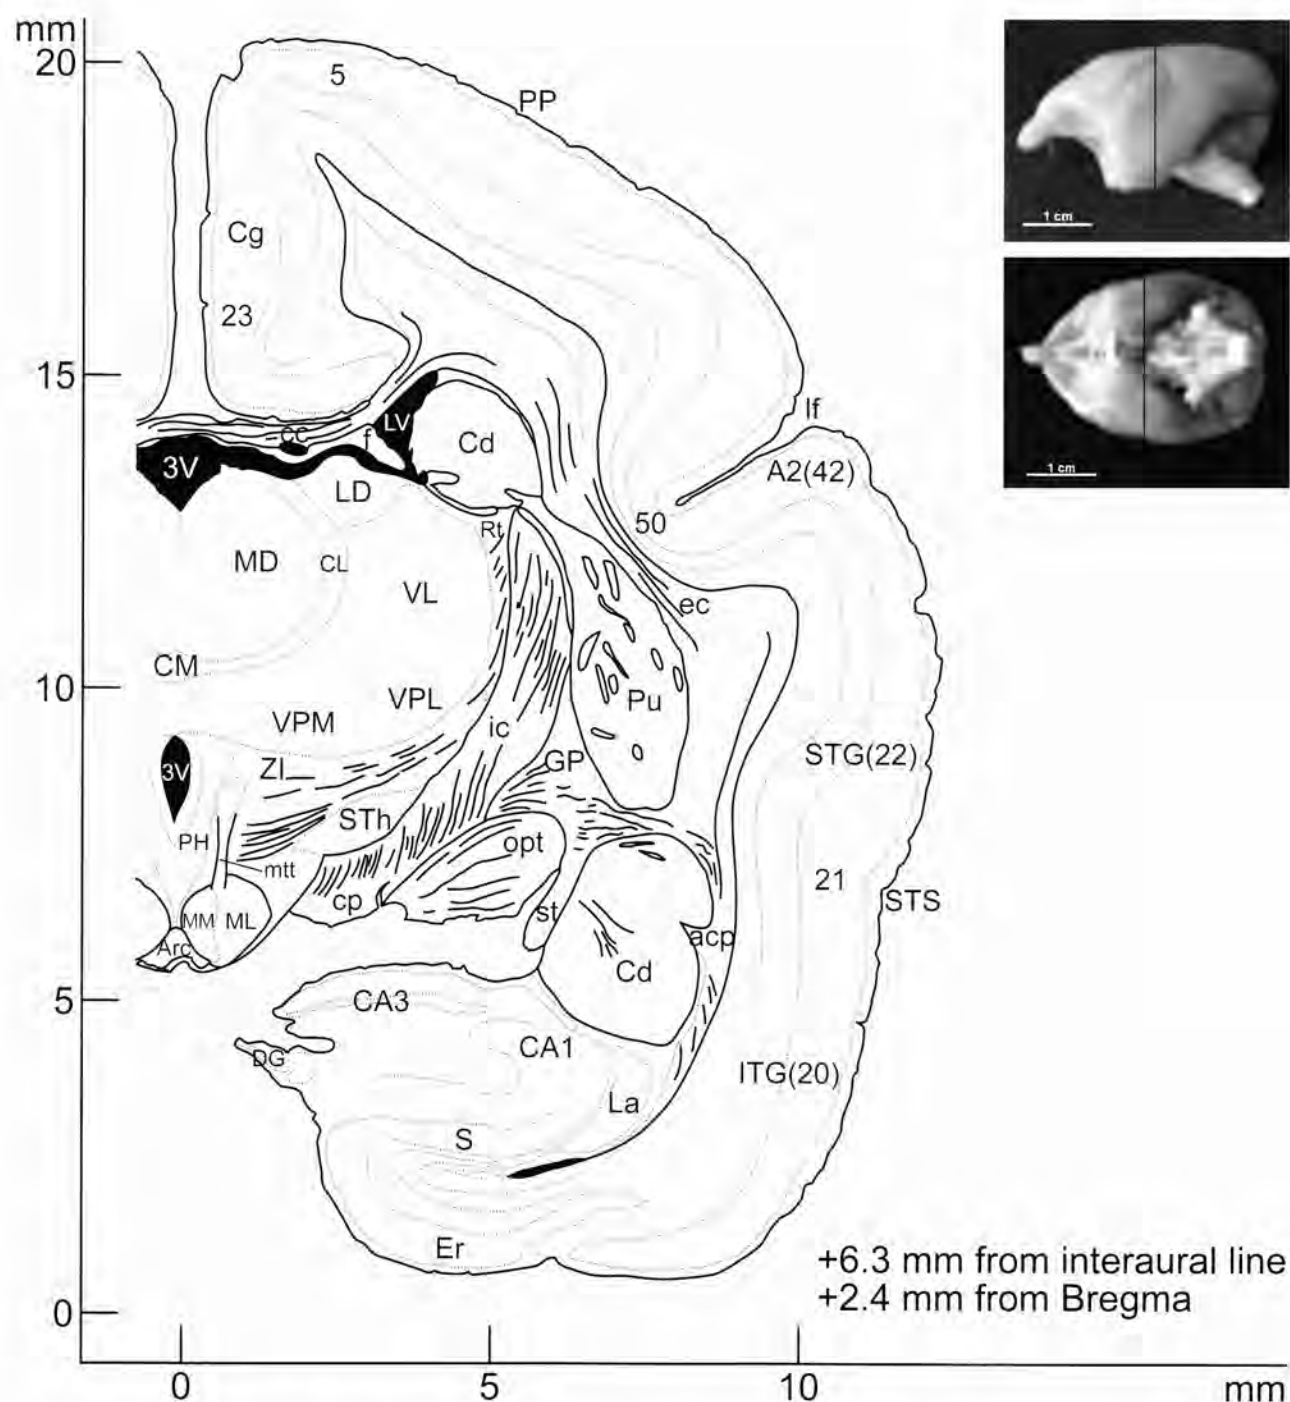 mm
20
5
PP
1 cm
Cg
23
15
lf
CC
f
LV
Cd
A2(42)
3V
LD
1 cm
50
Rt
MD
CL
VL
ec
CM
10
VPL
Pu
VPM
ic
STG(22)
3V
ZI
GP
STh
PH
opt
mtt
21
cp
STS
MM
ML
st
acp
Arc
Cd
5
CA3
CA1
DG
ITG(20)
La
S
Er
+6.3 mm from interaural line
+2.4 mm from Bregma
0
0
5
10
mm